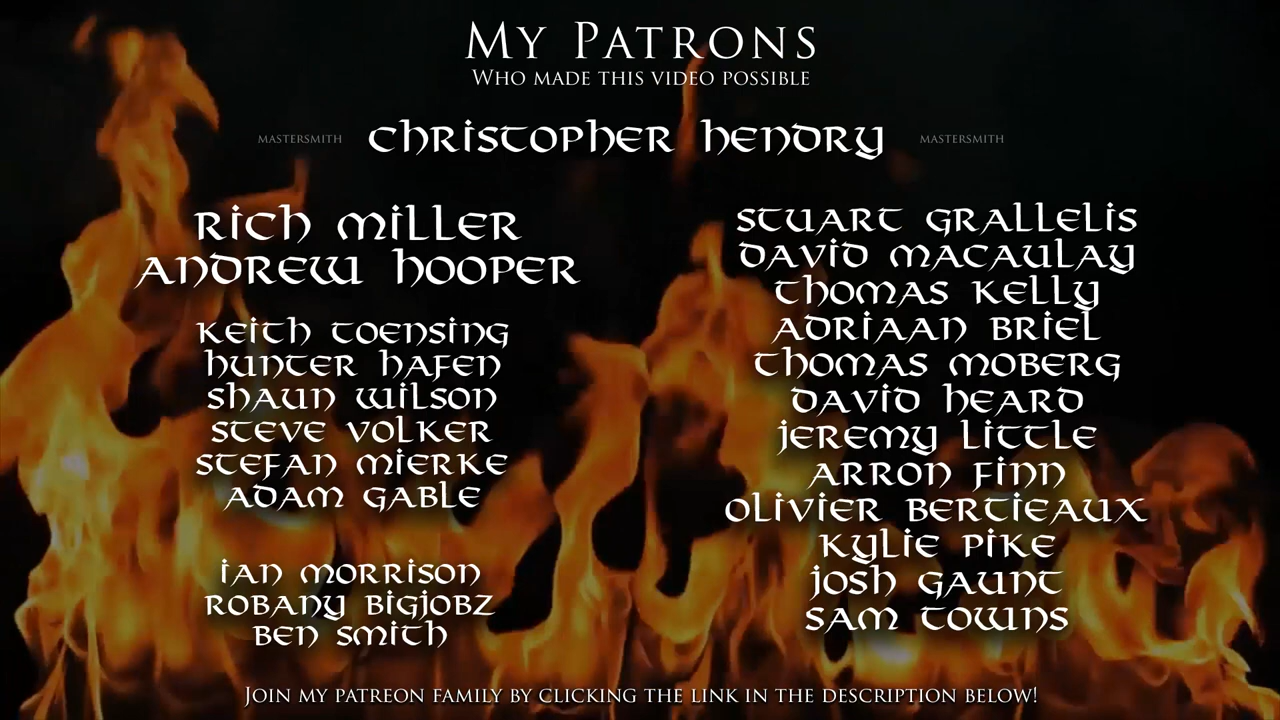 My Patrons
Who made this video possible
MASTERSMITH Christopher Hendry MASTERSMITH
Rich Miller
Andrew Hooper
Keith Toensing
Hunter Hafen
Shaun Wilson
Steve Volker
Stefan Mierke
Adam Gable
Ian Morrison
Robany Bigjobz
Ben Smith
Stuart Grallelis
David Macaulay
Thomas Kelly
Adriaan Briel
Thomas Moberg
David Heard
Jeremy Little
Arron Finn
Olivier Bertieaux
Kylie Pike
Josh Gaunt
Sam Towns
Join my patreon family by clicking the link in the description below!